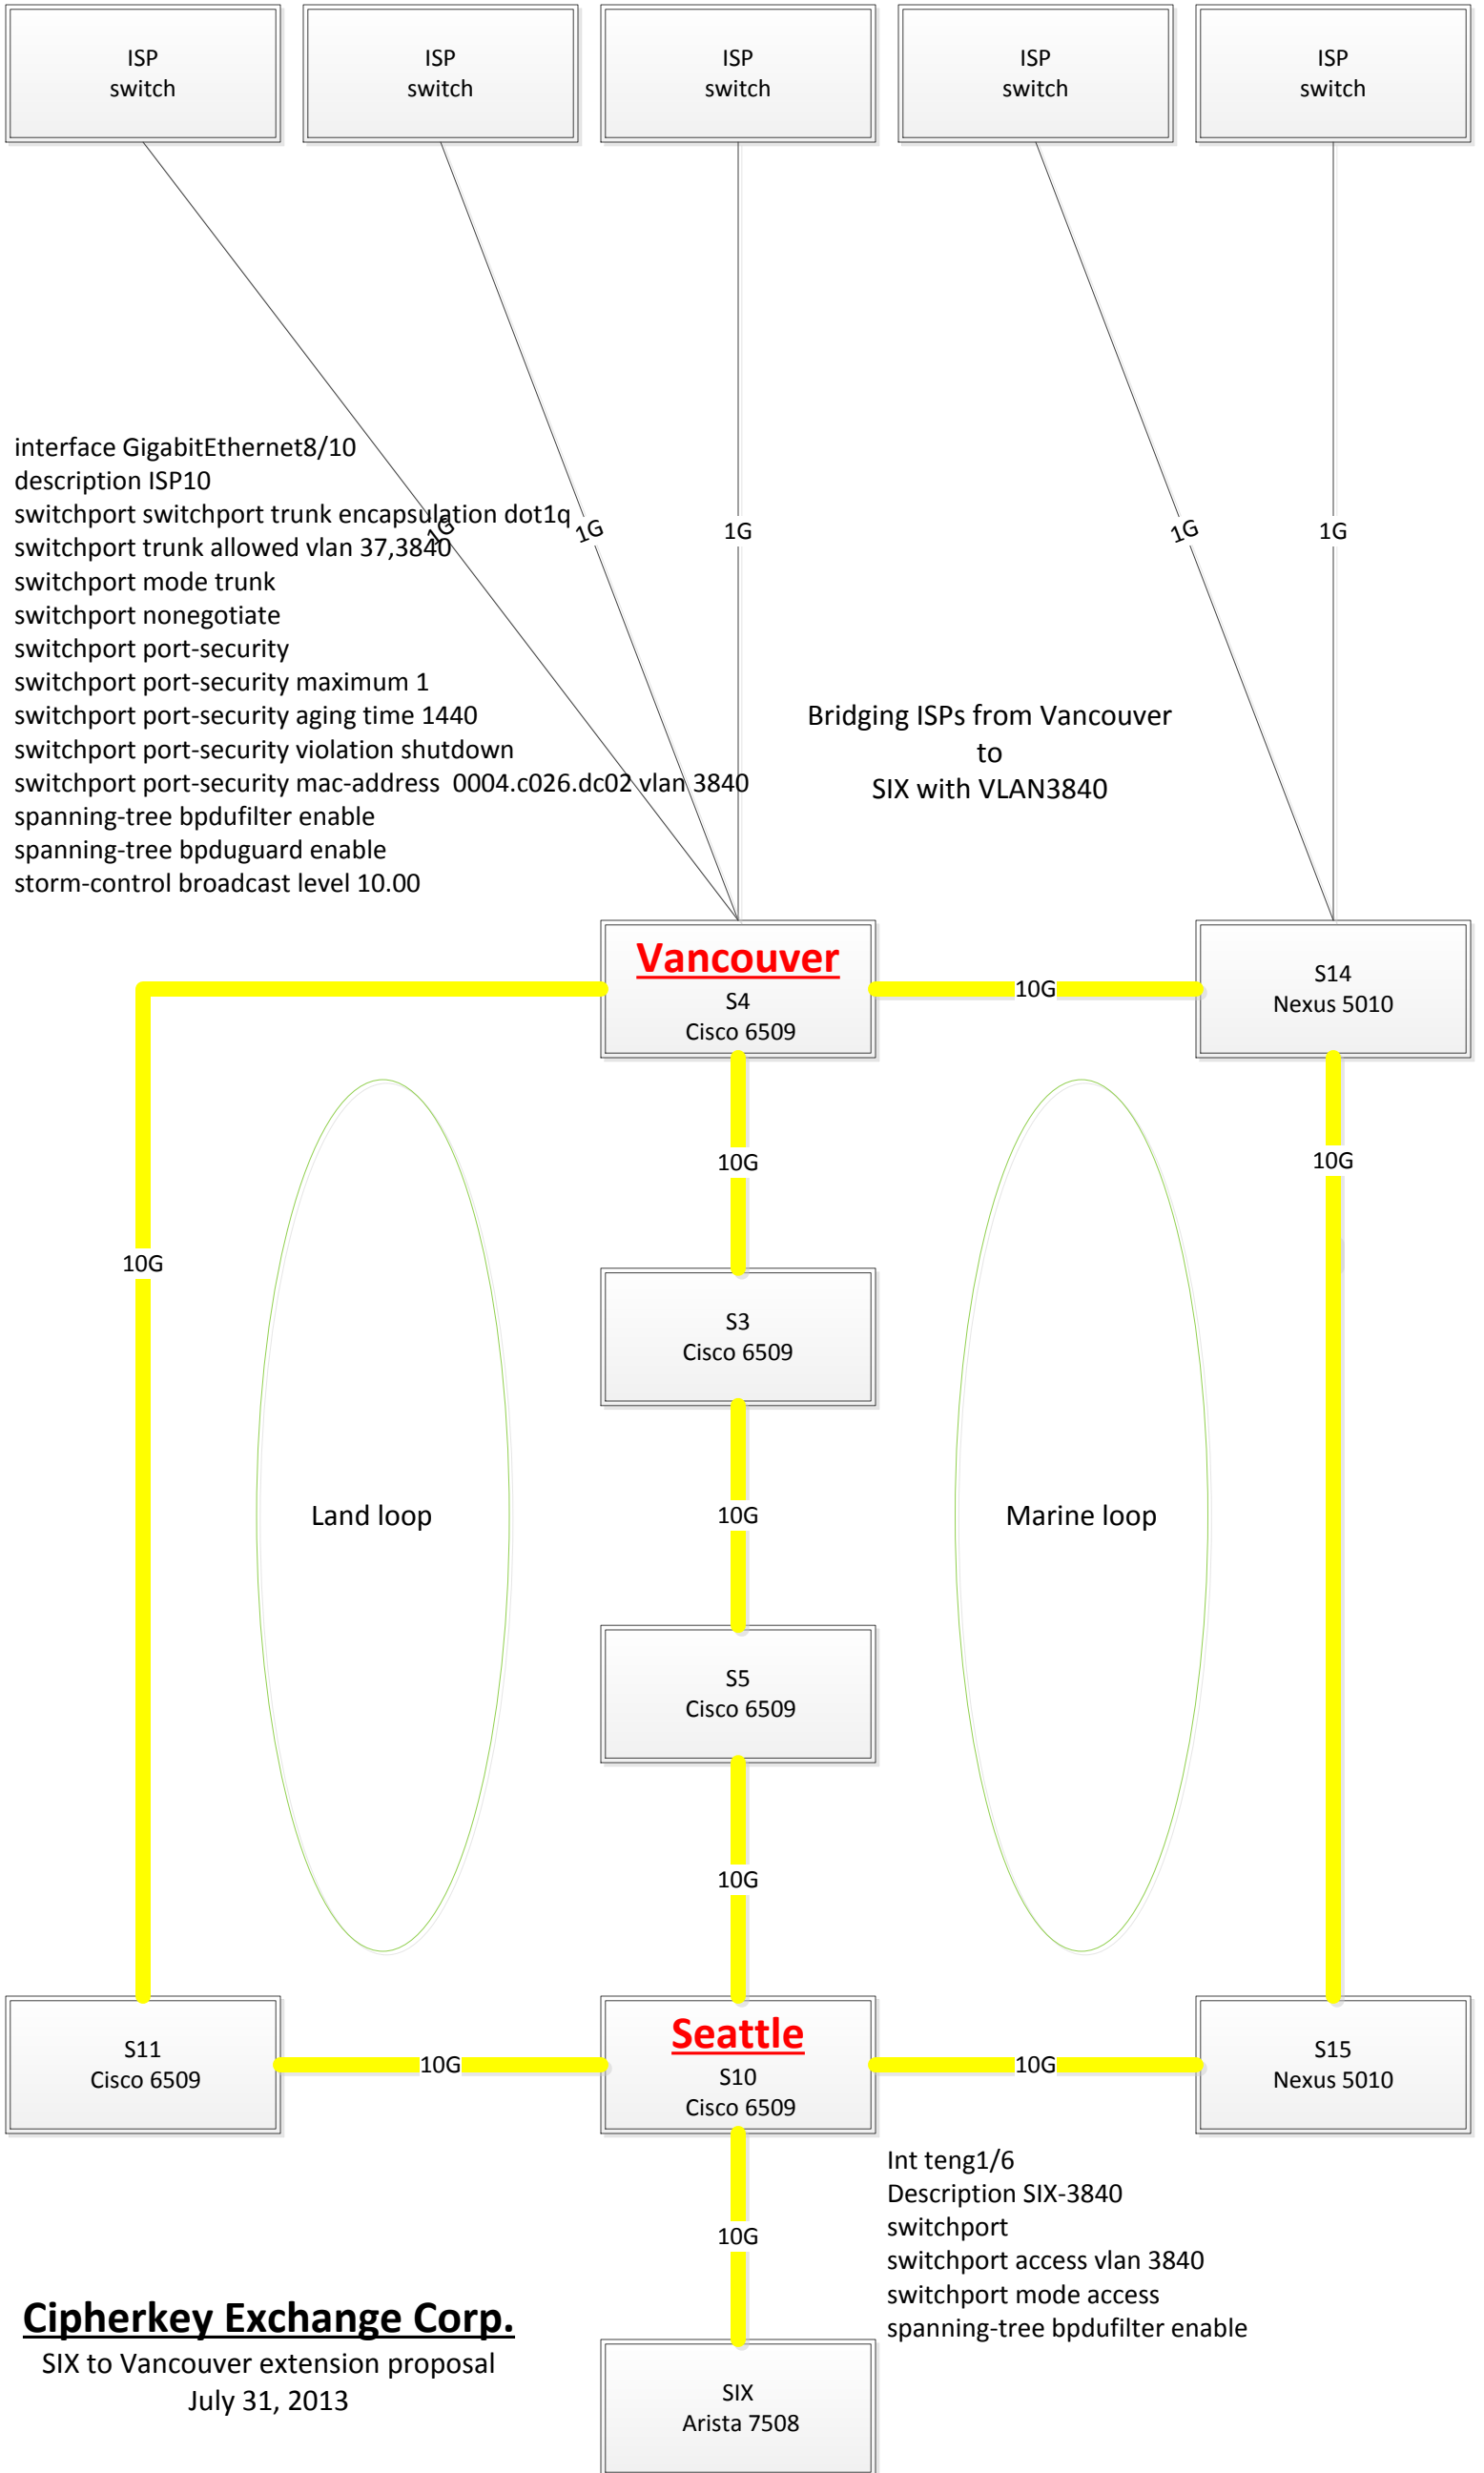 ISP
switch
ISP
switch
ISP
switch
ISP
switch
ISP
switch
interface GigabitEthernet8/10
description ISP10
switchport switchport trunk encapsulation dot1q
switchport trunk allowed vlan 37,3840
switchport mode trunk
switchport nonegotiate
switchport port-security
switchport port-security maximum 1
switchport port-security aging time 1440
switchport port-security violation shutdown
switchport port-security mac-address  0004.c026.dc02 vlan 3840
spanning-tree bpdufilter enable
spanning-tree bpduguard enable
storm-control broadcast level 10.00
1G
1G
1G
1G
1G
Bridging ISPs from Vancouver
to
SIX with VLAN3840
Vancouver
S4
Cisco 6509
10G
S14
Nexus 5010
10G
10G
10G
S3
Cisco 6509
Land loop
10G
Marine loop
S5
Cisco 6509
10G
S11
Cisco 6509
10G
Seattle
S10
Cisco 6509
10G
S15
Nexus 5010
10G
Int teng1/6
Description SIX-3840
switchport
switchport access vlan 3840
switchport mode access
spanning-tree bpdufilter enable
Cipherkey Exchange Corp.
SIX to Vancouver extension proposal
July 31, 2013
SIX
Arista 7508